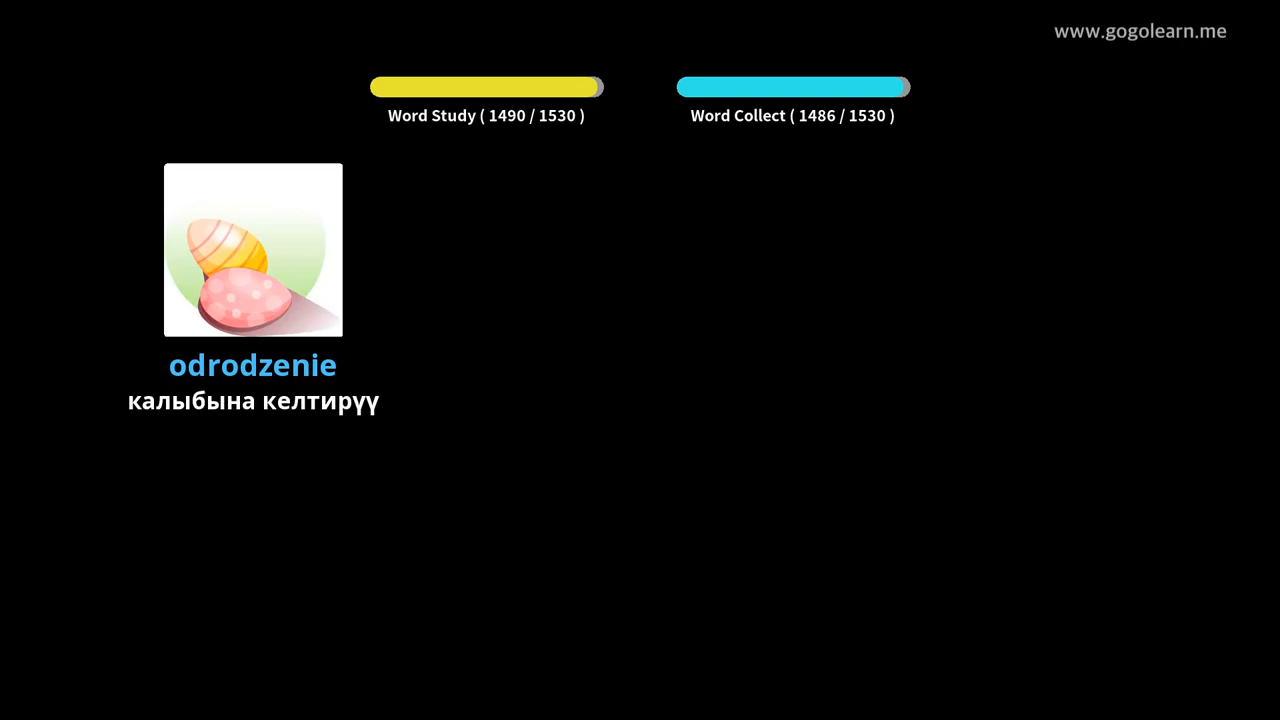 www.gogolearn.me
Word Study ( 1490 / 1530 )
Word Collect ( 1486 / 1530 )
odrodzenie
калыбына келтирүү